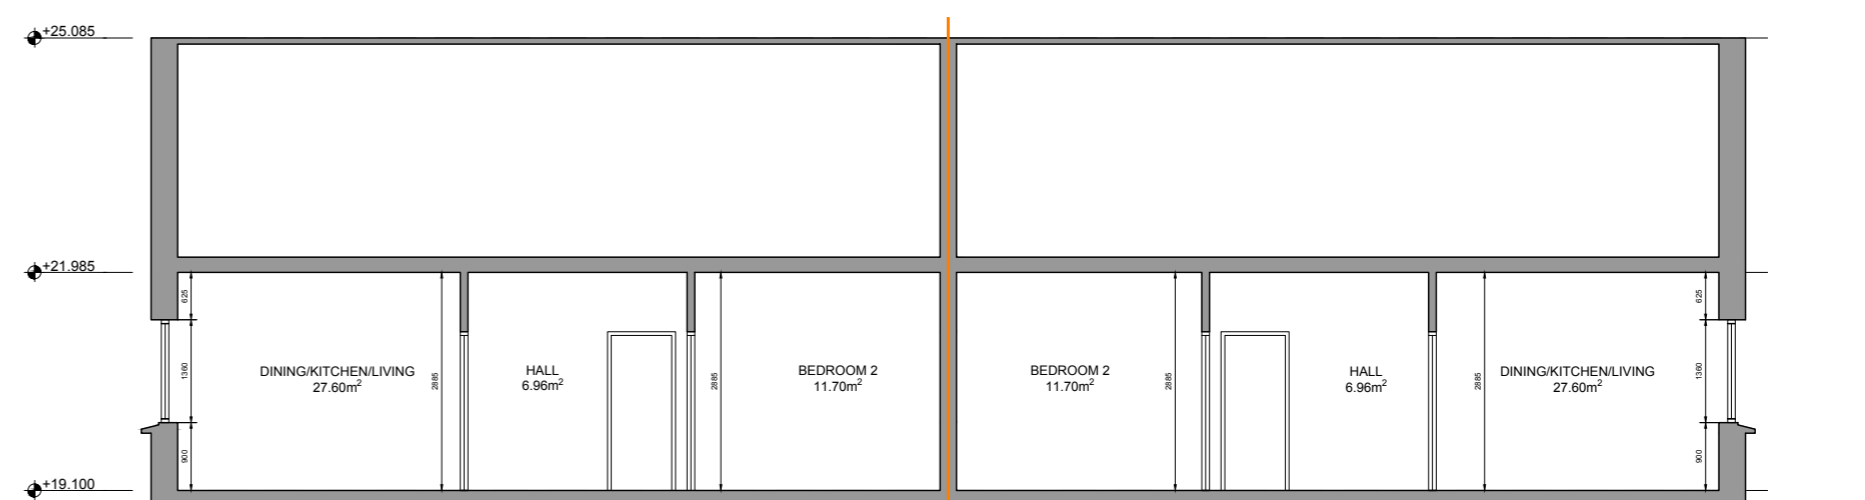 +25.085
+21.985
625
625
1360
DINING/KITCHEN/LIVING
27.60m²
2885
HALL
6.96m²
2885
BEDROOM 2
11.70m²
BEDROOM 2
11.70m²
2885
HALL
6.96m²
2885
DINING/KITCHEN/LIVING
27.60m²
1360
900
900
+19.100